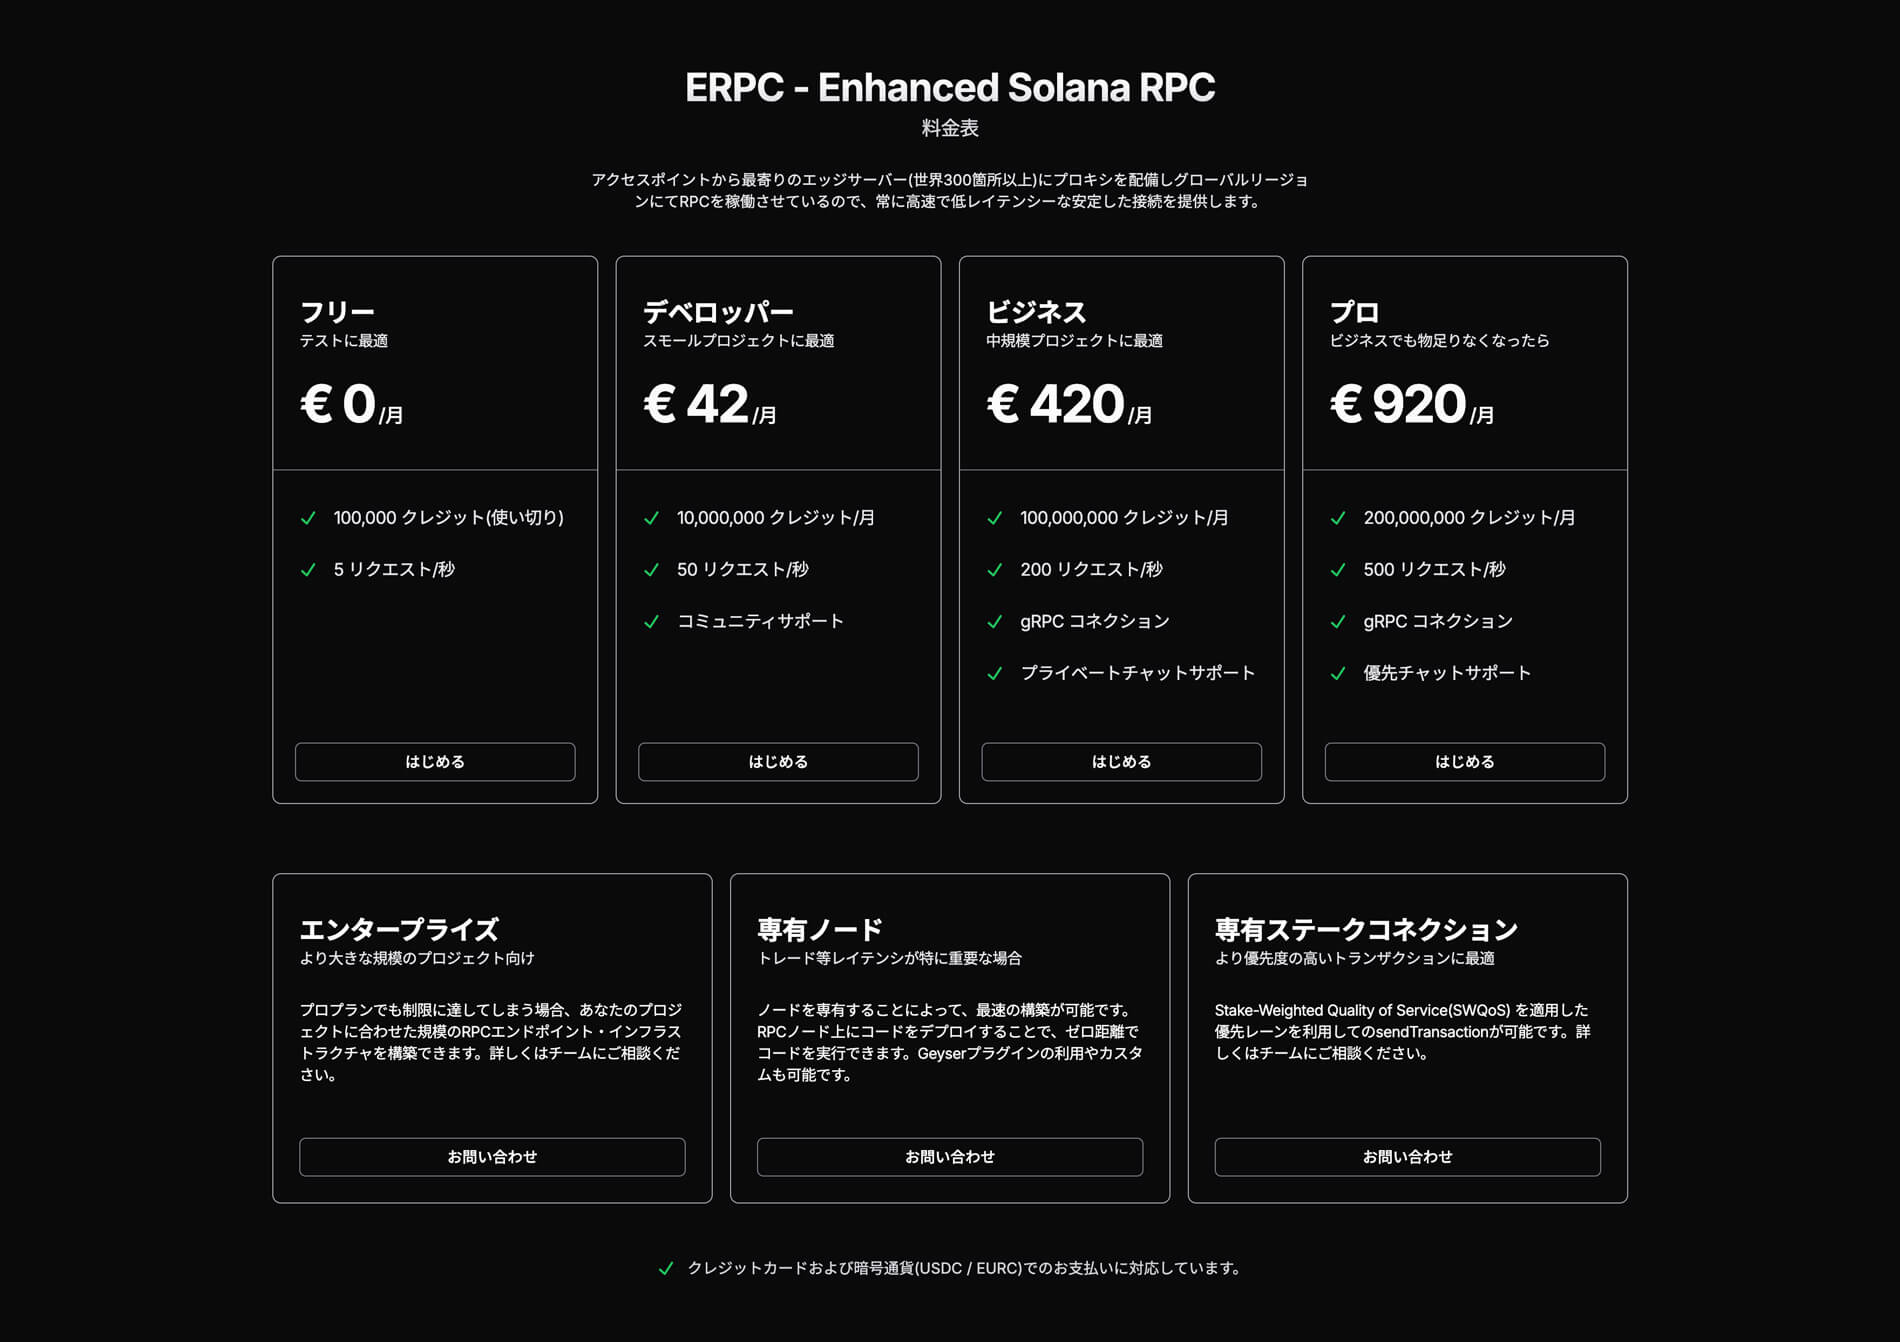 ERPC - Enhanced Solana RPC
料金表
アクセスポイントから最寄りのエッジサーバー(世界300箇所以上)にプロキシを配備しグローバルリージョ
ンにてRPCを稼働させているので、常に高速で低レイテンシーな安定した接続を提供します。
フリー
テストに最適
€ 0/月
100,000 クレジット(使い切り)
5 リクエスト/秒
はじめる
デベロッパー
スモールプロジェクトに最適
€ 42/月
10,000,000 クレジット/月
50 リクエスト/秒
コミュニティサポート
はじめる
ビジネス
中規模プロジェクトに最適
€ 420/月
100,000,000 クレジット/月
200 リクエスト/秒
gRPC コネクション
プライベートチャットサポート
はじめる
プロ
ビジネスでも物足りなくなったら
€ 920/月
200,000,000 クレジット/月
500 リクエスト/秒
gRPC コネクション
優先チャットサポート
はじめる
エンタープライズ
より大きな規模のプロジェクト向け
プロプランでも制限に達してしまう場合、あなたのプロジ
ェクトに合わせた規模のRPCエンドポイント・インフラス
トラクチャを構築できます。詳しくはチームにご相談くだ
さい。
お問い合わせ
専有ノード
トレード等レイテンシが特に重要な場合
ノードを専有することによって、最速の構築が可能です。
RPCノード上にコードをデプロイすることで、ゼロ距離で
コードを実行できます。Geyserプラグインの利用やカスタ
ムも可能です。
お問い合わせ
専有ステークコネクション
より優先度の高いトランザクションに最適
Stake-Weighted Quality of Service(SWQoS) を適用した
優先レーンを利用してのsendTransactionが可能です。詳
しくはチームにご相談ください。
お問い合わせ
クレジットカードおよび暗号通貨(USDC / EURC)でのお支払いに対応しています。